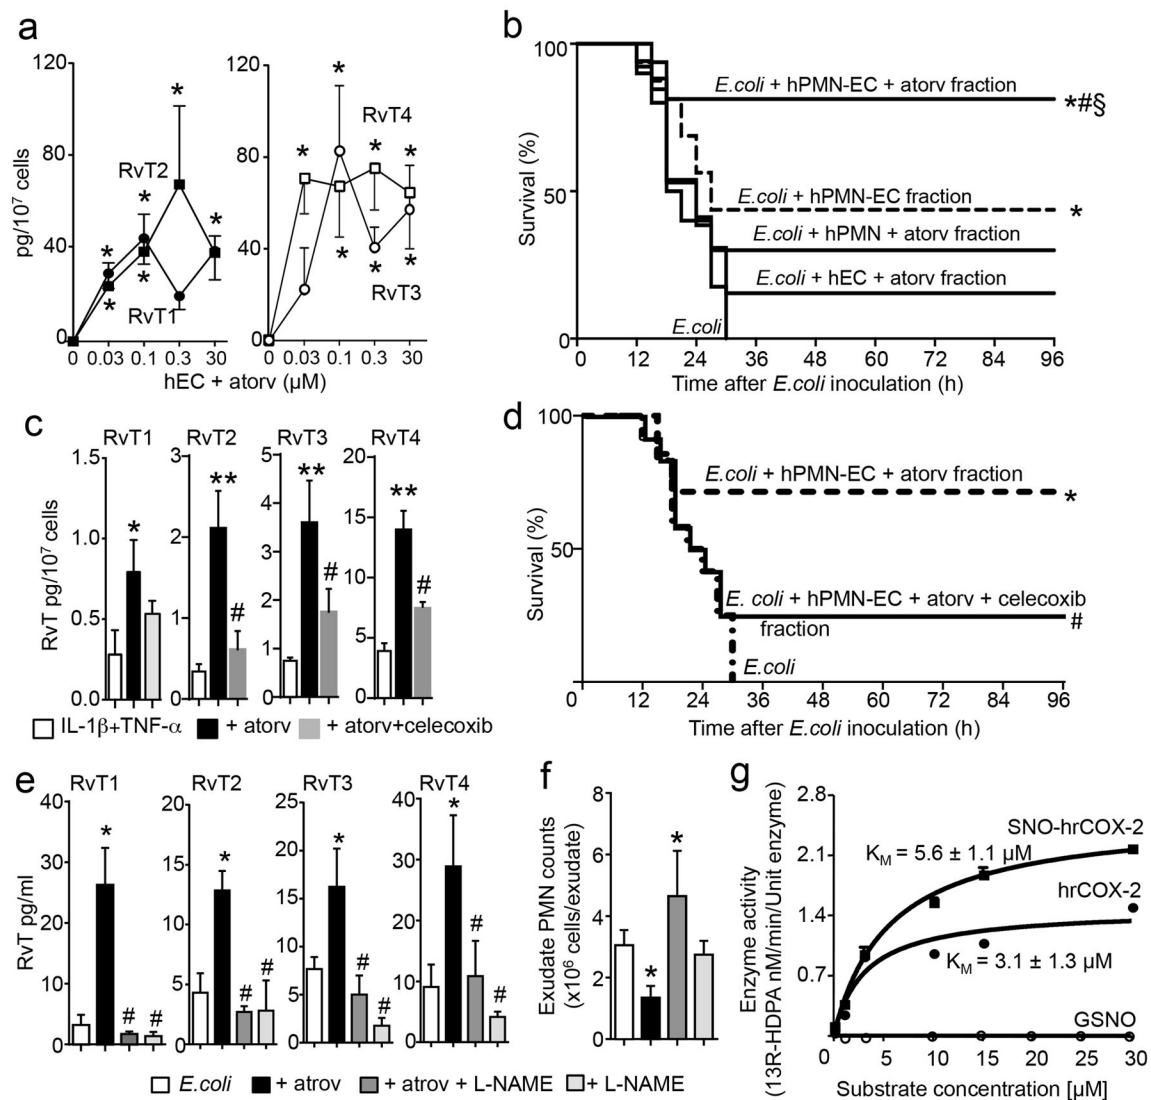 a
pg/10⁷ cells
120
80
40
0
RvT2
RvT1
*
*
*
*
*
*
0 0.03 0.1 0.3 30
120
80
40
0
RvT4
RvT3
*
*
*
*
*
*
*
0 0.03 0.1 0.3 30
hEC + atorv (µM)
b
Survival (%)
100
50
0
E.coli + hPMN-EC + atorv fraction
*#§
E.coli + hPMN-EC fraction
*
E.coli + hPMN + atorv fraction
E.coli + hEC + atorv fraction
E.coli
0 12 24 36 48 60 72 84 96
Time after E.coli inoculation (h)
c
RvT pg/10⁷ cells
RvT1
1.5
1.0
0.5
0.0
*
RvT2
3
2
1
0
**
#
RvT3
5
4
3
2
1
0
**
#
RvT4
20
15
10
5
0
**
#
IL-1β+TNF-α + atorv + atorv+celecoxib
d
Survival (%)
100
50
E.coli + hPMN-EC + atorv fraction
*
E. coli + hPMN-EC + atorv + celecoxib
fraction
#
E.coli
0 12 24 36 48 60 72 84 96
Time after E.coli inoculation (h)
e
RvT pg/ml
RvT1
40
30
20
10
0
*
# #
RvT2
20
15
10
5
0
*
# #
RvT3
25
20
15
10
5
0
*
#
#
RvT4
40
30
20
10
0
*
#
#
E.coli + atrov + atrov + L-NAME + L-NAME
f
Exudate PMN counts
(x10⁶ cells/exudate)
8
6
4
2
0
*
*
g
Enzyme activity
(13R-HDPA nM/min/Unit enzyme)
2.8
2.1
1.4
0.7
SNO-hrCOX-2
K_M = 5.6 ± 1.1 µM
hrCOX-2
K_M = 3.1 ± 1.3 µM
GSNO
0 5 10 15 20 25 30
Substrate concentration [µM]